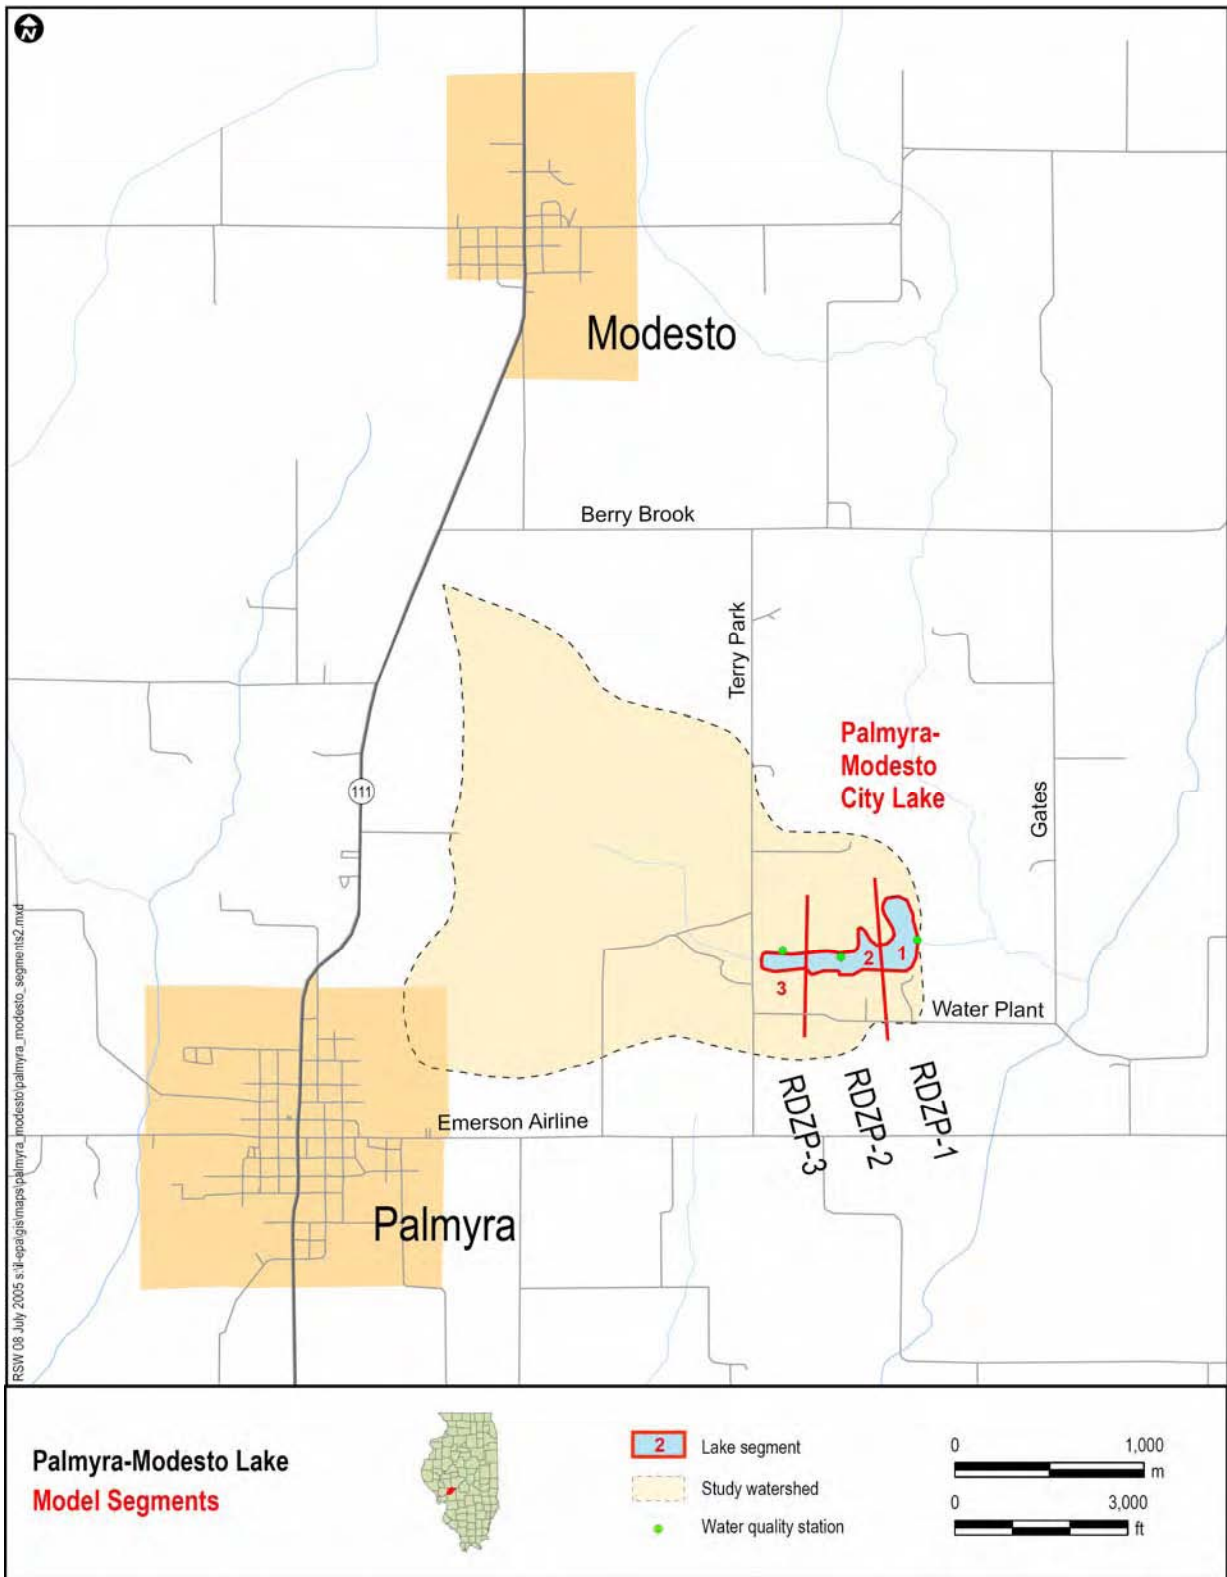 N
Modesto
Berry Brook
Terry Park
Palmyra-
Modesto
City Lake
Gates
111
1
2
3
Water Plant
RDZP-3
RDZP-2
RDZP-1
Emerson Airline
Palmyra
RSW 08 July 2005 s:\il-epa\gis\maps\palmyra_modesto\palmyra_modesto_segments2.mxd
Palmyra-Modesto Lake
Model Segments
2 Lake segment
Study watershed
Water quality station
0 1,000
m
0 3,000
ft